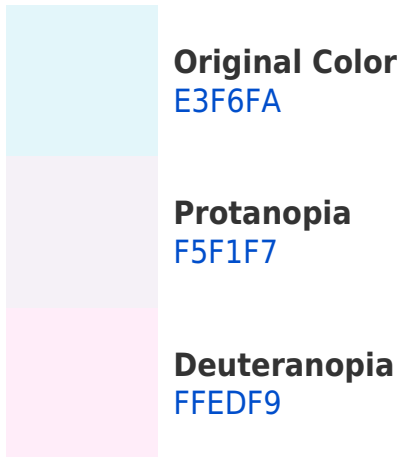 Original Color
E3F6FA
Protanopia
F5F1F7
Deuteranopia
FFEDF9